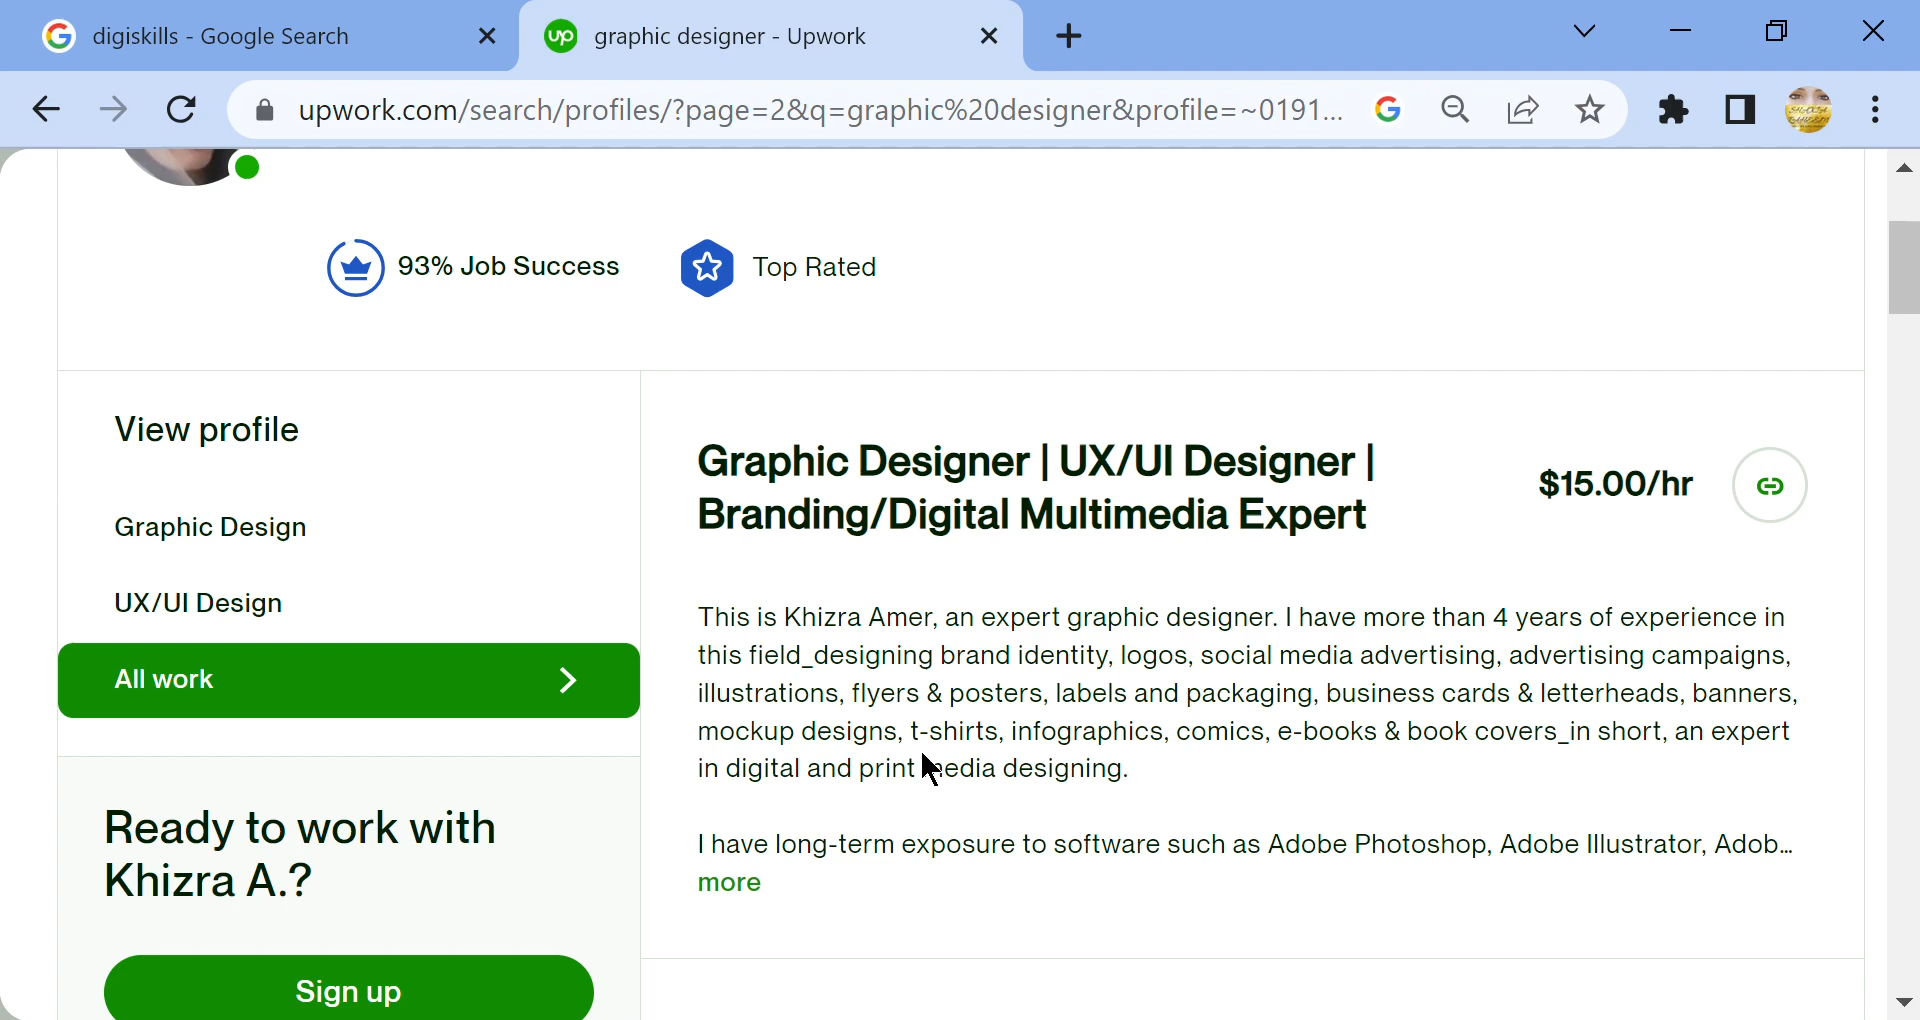 digiskills - Google Search
up graphic designer - Upwork
upwork.com/search/profiles/?page=2&q=graphic%20designer&profile=~0191...
93% Job Success
Top Rated
View profile
Graphic Design
UX/UI Design
All work
Ready to work with
Khizra A.?
Sign up
Graphic Designer | UX/UI Designer |
Branding/Digital Multimedia Expert
$15.00/hr
This is Khizra Amer, an expert graphic designer. I have more than 4 years of experience in
this field_designing brand identity, logos, social media advertising, advertising campaigns,
illustrations, flyers & posters, labels and packaging, business cards & letterheads, banners,
mockup designs, t-shirts, infographics, comics, e-books & book covers_in short, an expert
in digital and print media designing.
I have long-term exposure to software such as Adobe Photoshop, Adobe Illustrator, Adob...
more